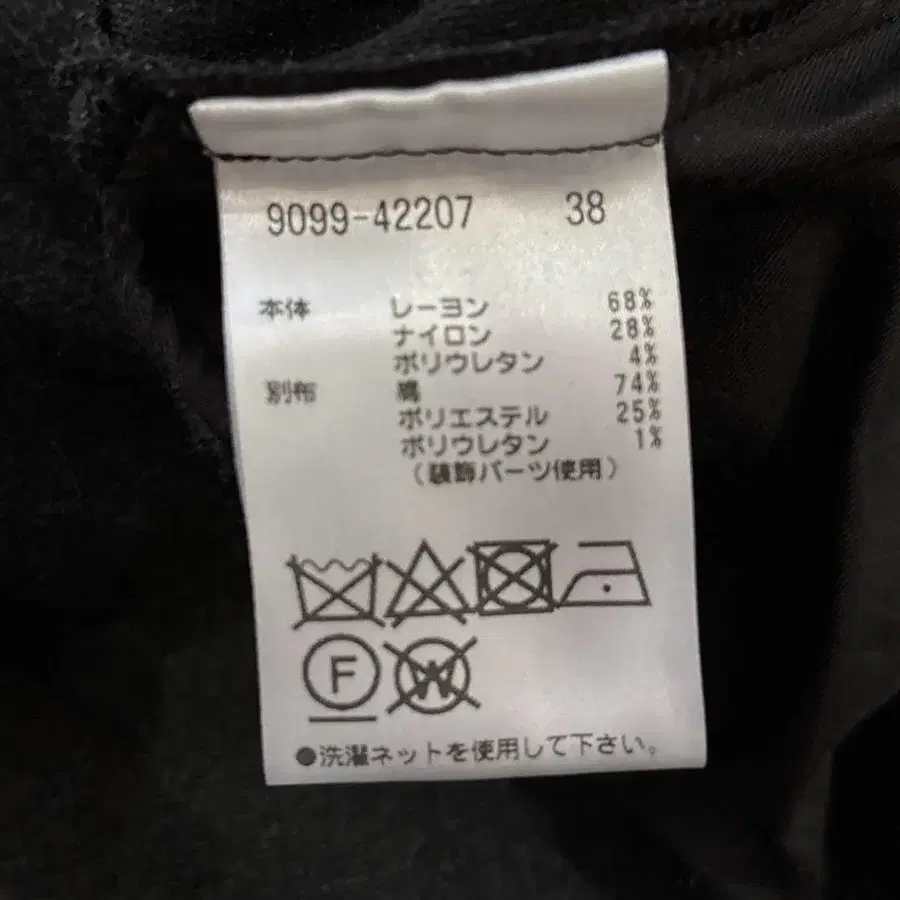 9099-42207 38
本体 レーヨン 68%
ナイロン 28%
ポリウレタン 4%
別布 74%
ポリエステル 25%
ポリウレタン 1%
(装飾パーツ使用)
F W
●洗濯ネットを使用して下さい。